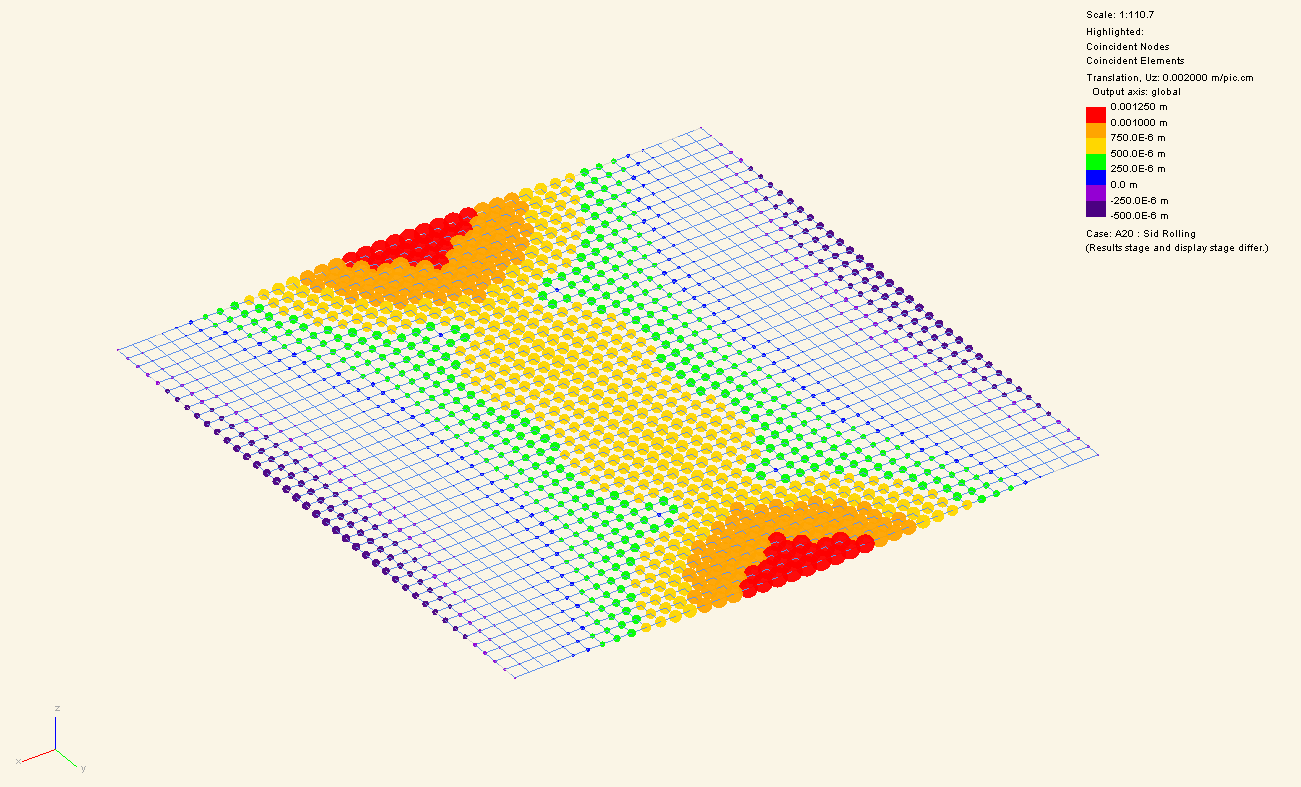 Scale: 1:110.7
Highlighted:
Coincident Nodes
Coincident Elements
Translation, Uz: 0.002000 m/pic.cm
Output axis: global
0.001250 m
0.001000 m
750.0E-6 m
500.0E-6 m
250.0E-6 m
0.0 m
-250.0E-6 m
-500.0E-6 m
Case: A20 : Sid Rolling
(Results stage and display stage differ.)
z
x
y